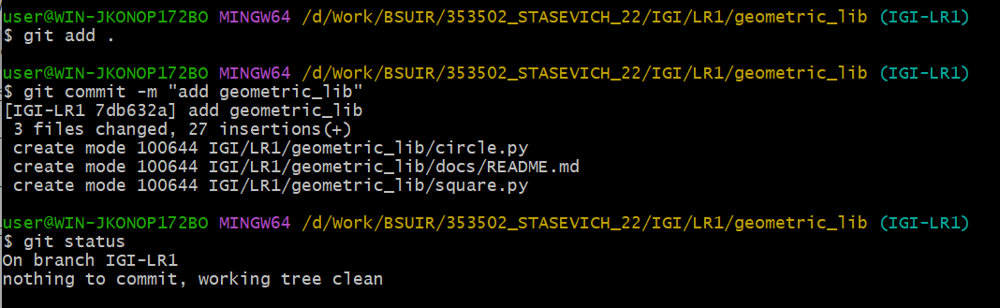 user@WIN-JKONOP172BO MINGW64 /d/Work/BSUIR/353502_STASEVICH_22/IGI/LR1/geometric_lib (IGI-LR1)
$ git add .
user@WIN-JKONOP172BO MINGW64 /d/Work/BSUIR/353502_STASEVICH_22/IGI/LR1/geometric_lib (IGI-LR1)
$ git commit -m "add geometric_lib"
[IGI-LR1 7db632a] add geometric_lib
 3 files changed, 27 insertions(+)
 create mode 100644 IGI/LR1/geometric_lib/circle.py
 create mode 100644 IGI/LR1/geometric_lib/docs/README.md
 create mode 100644 IGI/LR1/geometric_lib/square.py
user@WIN-JKONOP172BO MINGW64 /d/Work/BSUIR/353502_STASEVICH_22/IGI/LR1/geometric_lib (IGI-LR1)
$ git status
On branch IGI-LR1
nothing to commit, working tree clean